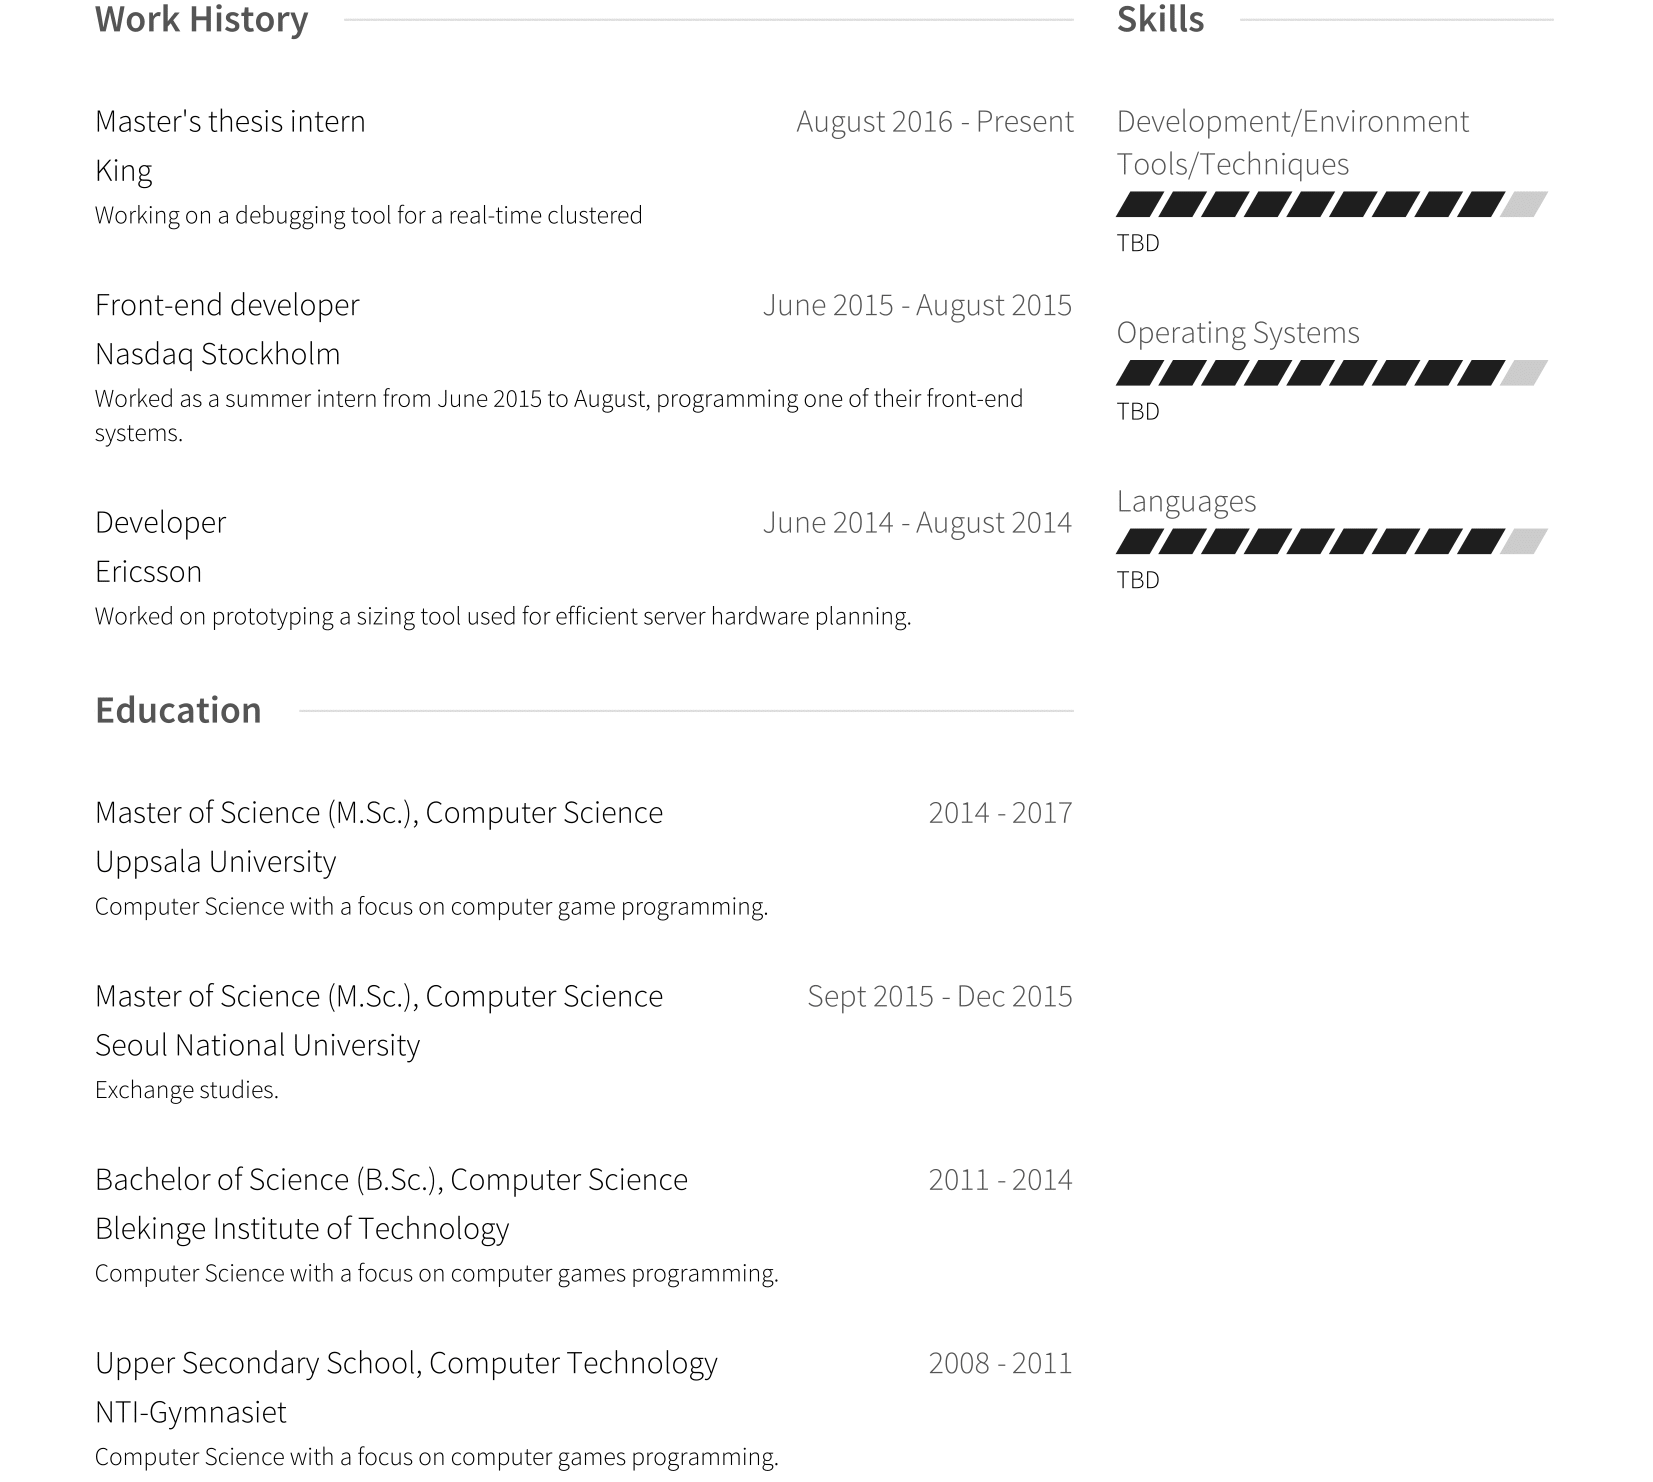 Work History
Master's thesis intern
August 2016 - Present
King
Working on a debugging tool for a real-time clustered
Front-end developer
June 2015 - August 2015
Nasdaq Stockholm
Worked as a summer intern from June 2015 to August, programming one of their front-end
systems.
Developer
June 2014 - August 2014
Ericsson
Worked on prototyping a sizing tool used for efficient server hardware planning.
Education
Master of Science (M.Sc.), Computer Science
2014 - 2017
Uppsala University
Computer Science with a focus on computer game programming.
Master of Science (M.Sc.), Computer Science
Sept 2015 - Dec 2015
Seoul National University
Exchange studies.
Bachelor of Science (B.Sc.), Computer Science
2011 - 2014
Blekinge Institute of Technology
Computer Science with a focus on computer games programming.
Upper Secondary School, Computer Technology
2008 - 2011
NTI-Gymnasiet
Computer Science with a focus on computer games programming.
Skills
Development/Environment
Tools/Techniques
TBD
Operating Systems
TBD
Languages
TBD